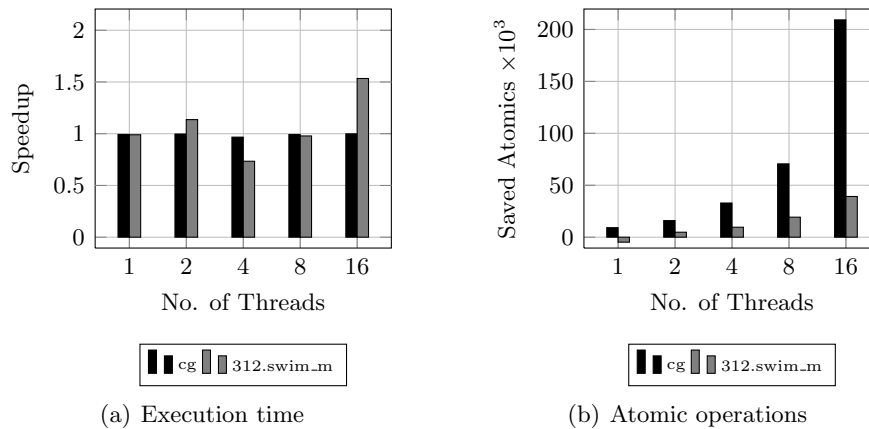 2
1.5
1
0.5
0
Speedup
1 2 4 8 16
No. of Threads
cg 312.swim_m
(a) Execution time
200
150
100
50
0
Saved Atomics ×10³
1 2 4 8 16
No. of Threads
cg 312.swim_m
(b) Atomic operations